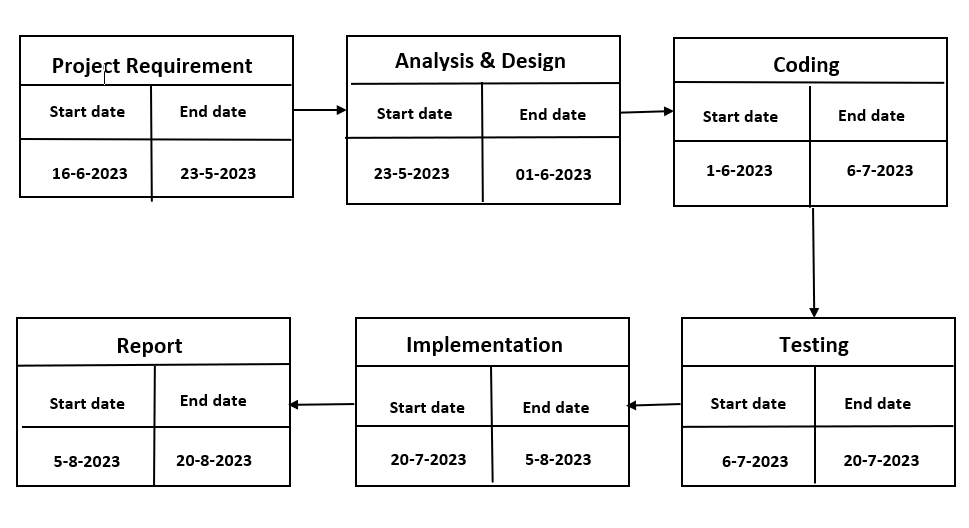 Project Requirement
Start date End date
16-6-2023 23-5-2023
Analysis & Design
Start date End date
23-5-2023 01-6-2023
Coding
Start date End date
1-6-2023 6-7-2023
Testing
Start date End date
6-7-2023 20-7-2023
Implementation
Start date End date
20-7-2023 5-8-2023
Report
Start date End date
5-8-2023 20-8-2023